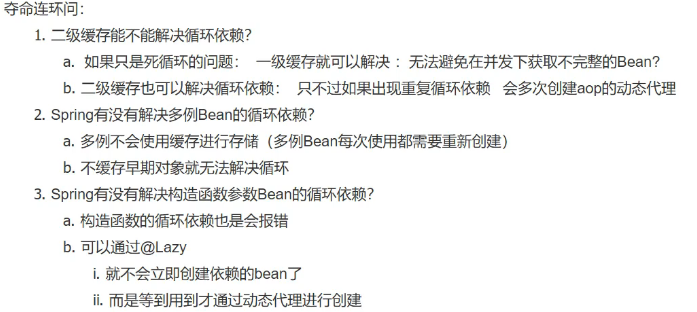 夺命连环问：
1. 二级缓存能不能解决循环依赖？
a. 如果只是死循环的问题： 一级缓存就可以解决 ：无法避免在并发下获取不完整的Bean?
b. 二级缓存也可以解决循环依赖： 只不过如果出现重复循环依赖 会多次创建aop的动态代理
2. Spring有没有解决多例Bean的循环依赖？
a. 多例不会使用缓存进行存储（多例Bean每次使用都需要重新创建）
b. 不缓存早期对象就无法解决循环
3. Spring有没有解决构造函数参数Bean的循环依赖？
a. 构造函数的循环依赖也是会报错
b. 可以通过@Lazy
i. 就不会立即创建依赖的bean了
ii. 而是等到用到才通过动态代理进行创建